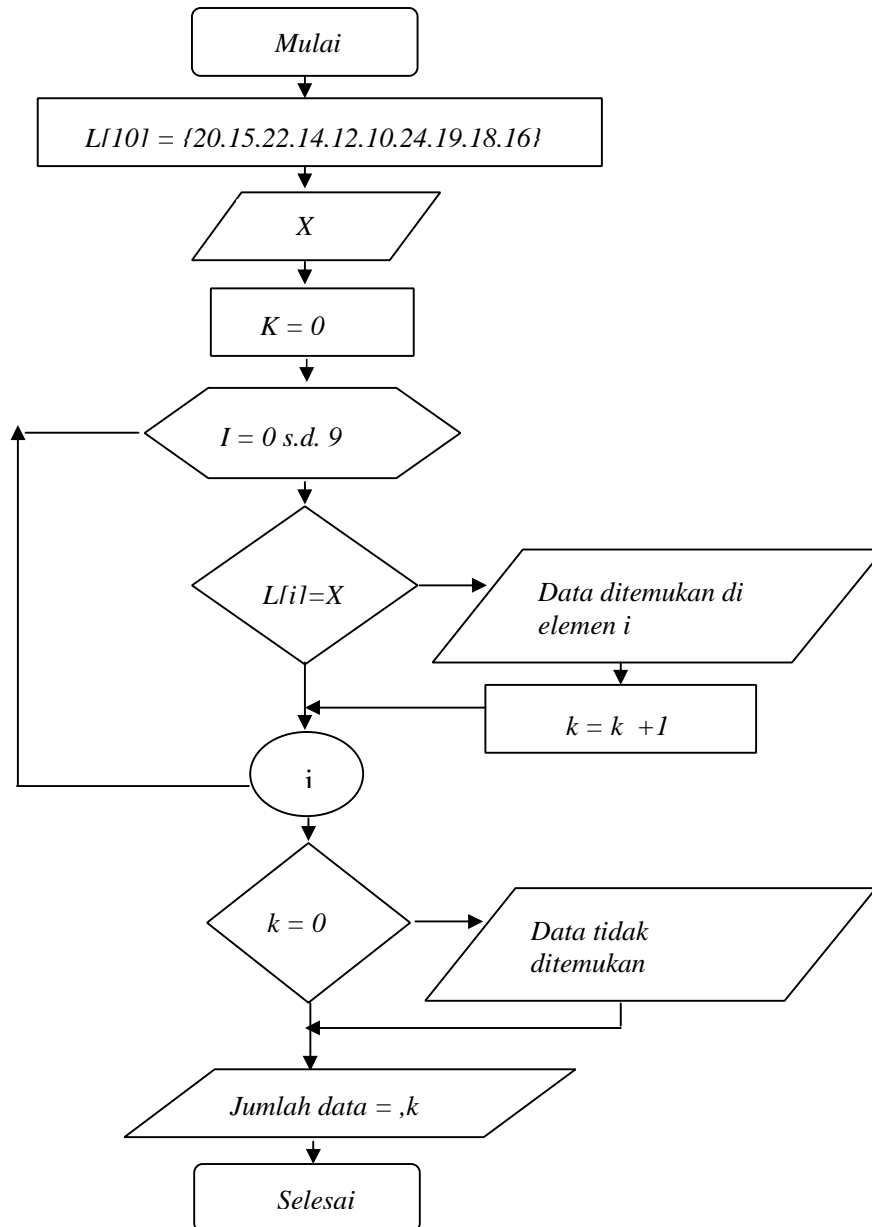 Mulai
L[10] = {20.15.22.14.12.10.24.19.18.16}
X
K = 0
I = 0 s.d. 9
L[i]=X
Data ditemukan di
elemen i
k = k +1
i
k = 0
Data tidak
ditemukan
Jumlah data = ,k
Selesai